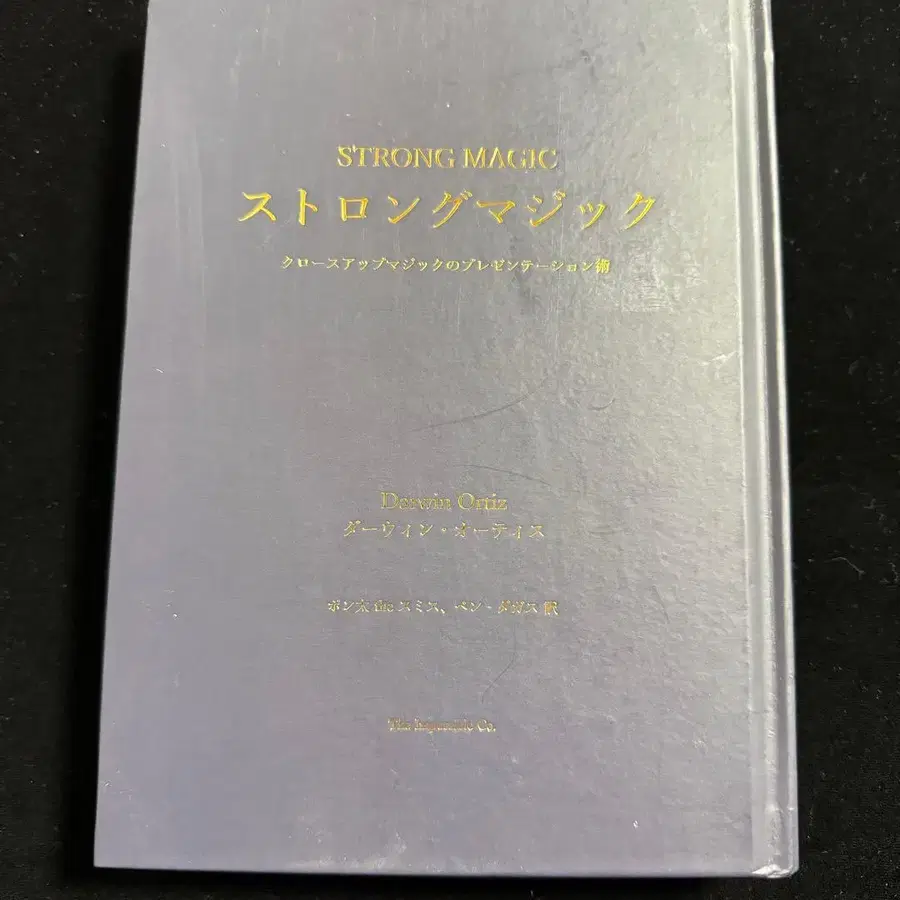 STRONG MAGIC
ストロングマジック
クロースアップマジックのプレゼンテーション術
Darwin Ortiz
ダーウィン・オーティス
ポン太 the スミス、ベン・ダガス 訳
The Co.